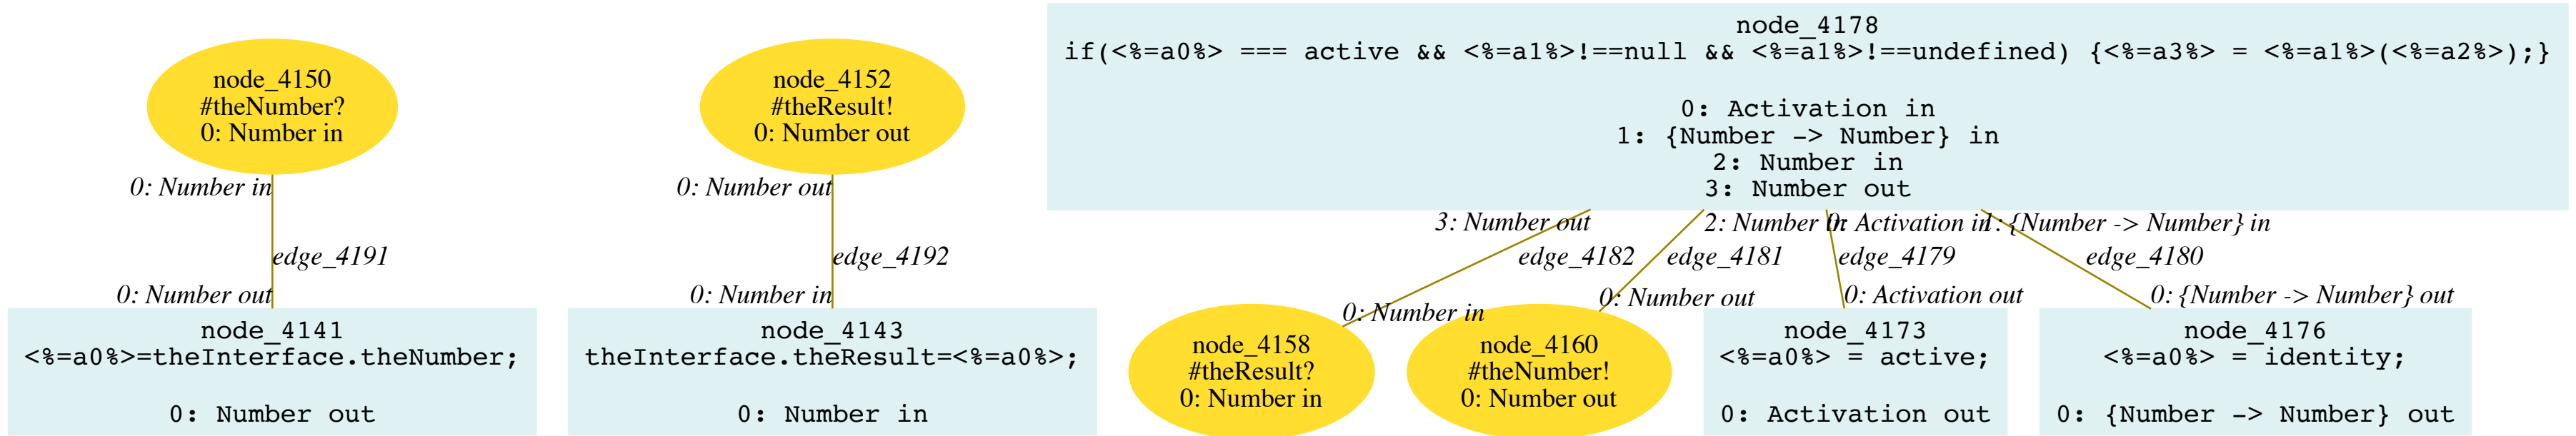 node_4150
#theNumber?
0: Number in
node_4152
#theResult!
0: Number out
node_4178
if(<%=a0%> === active && <%=a1%>!==null && <%=a1%>!==undefined) {<%=a3%> = <%=a1%>(<%=a2%>);}
0: Activation in
1: {Number -> Number} in
2: Number in
3: Number out
0: Number in
edge_4191
0: Number out
0: Number out
edge_4192
0: Number in
3: Number out
2: Number in
0: Activation in
1: {Number -> Number} in
edge_4182
edge_4181
edge_4179
edge_4180
0: Number in
0: Number out
0: Activation out
0: {Number -> Number} out
node_4141
<%=a0%>=theInterface.theNumber;
0: Number out
node_4143
theInterface.theResult=<%=a0%>;
0: Number in
node_4158
#theResult?
0: Number in
node_4160
#theNumber!
0: Number out
node_4173
<%=a0%> = active;
0: Activation out
node_4176
<%=a0%> = identity;
0: {Number -> Number} out